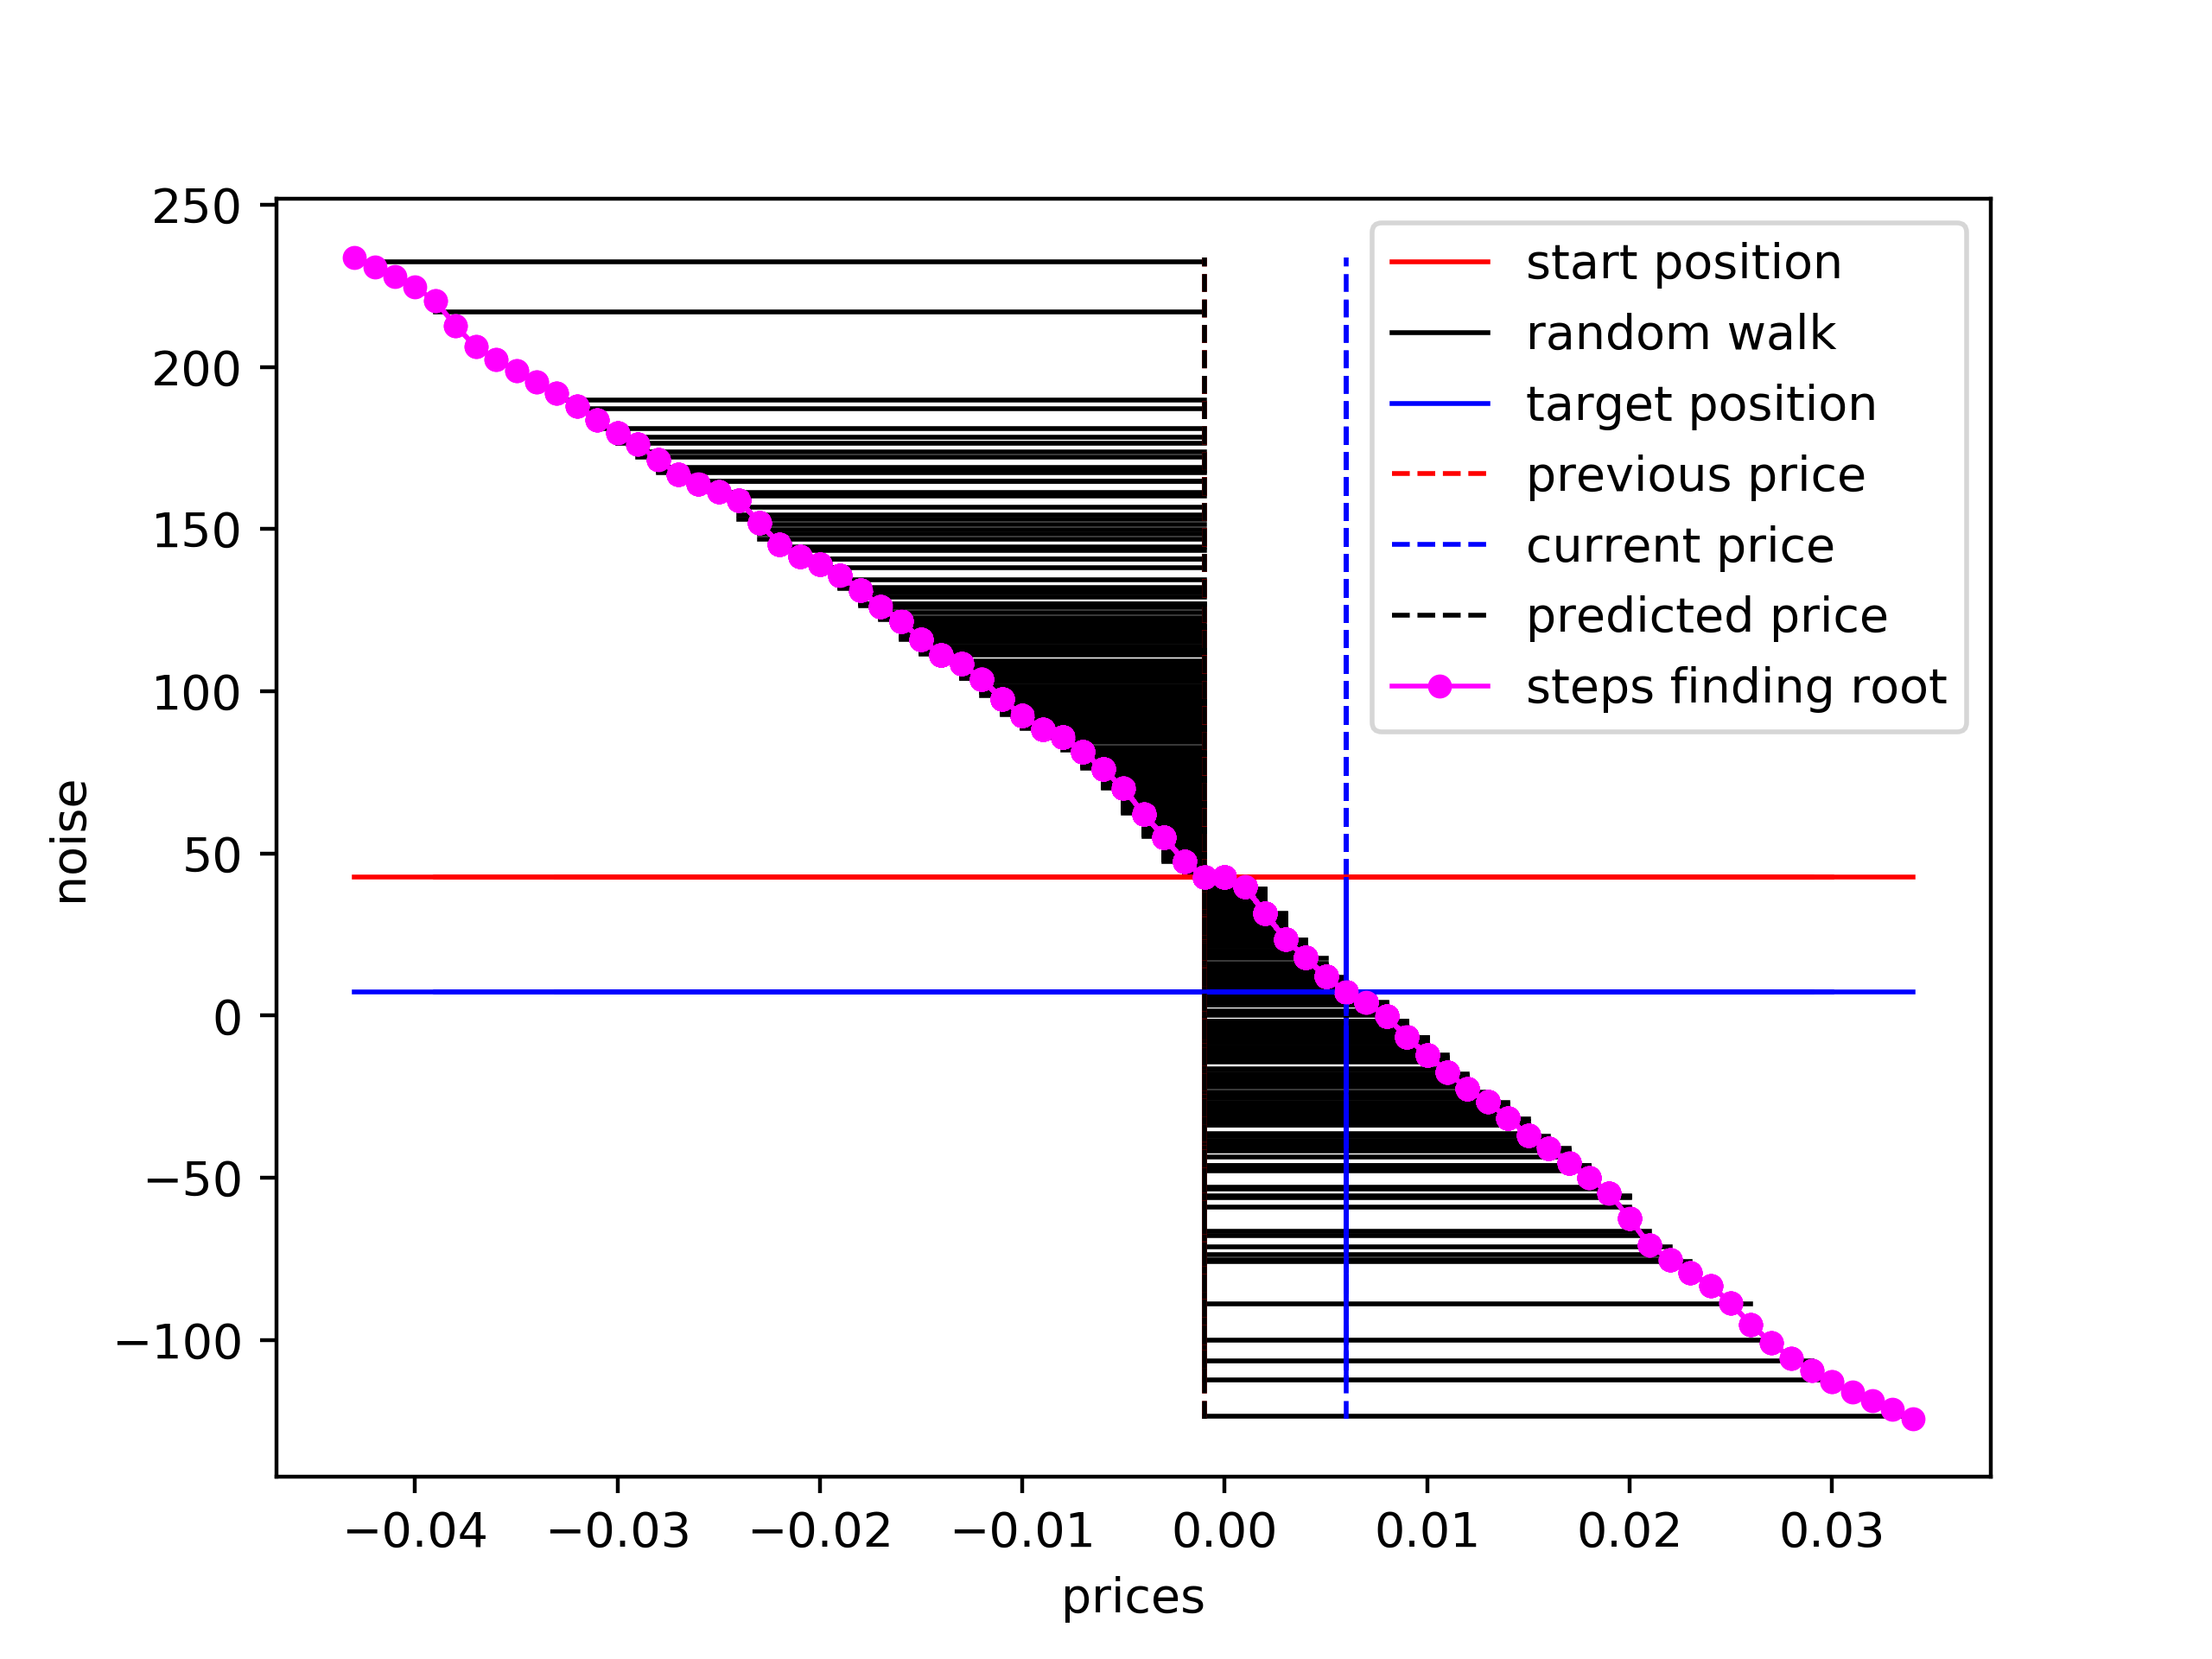 250
200
150
100
50
0
−50
−100
noise
−0.04 −0.03 −0.02 −0.01 0.00 0.01 0.02 0.03
prices
start position
random walk
target position
previous price
current price
predicted price
steps finding root